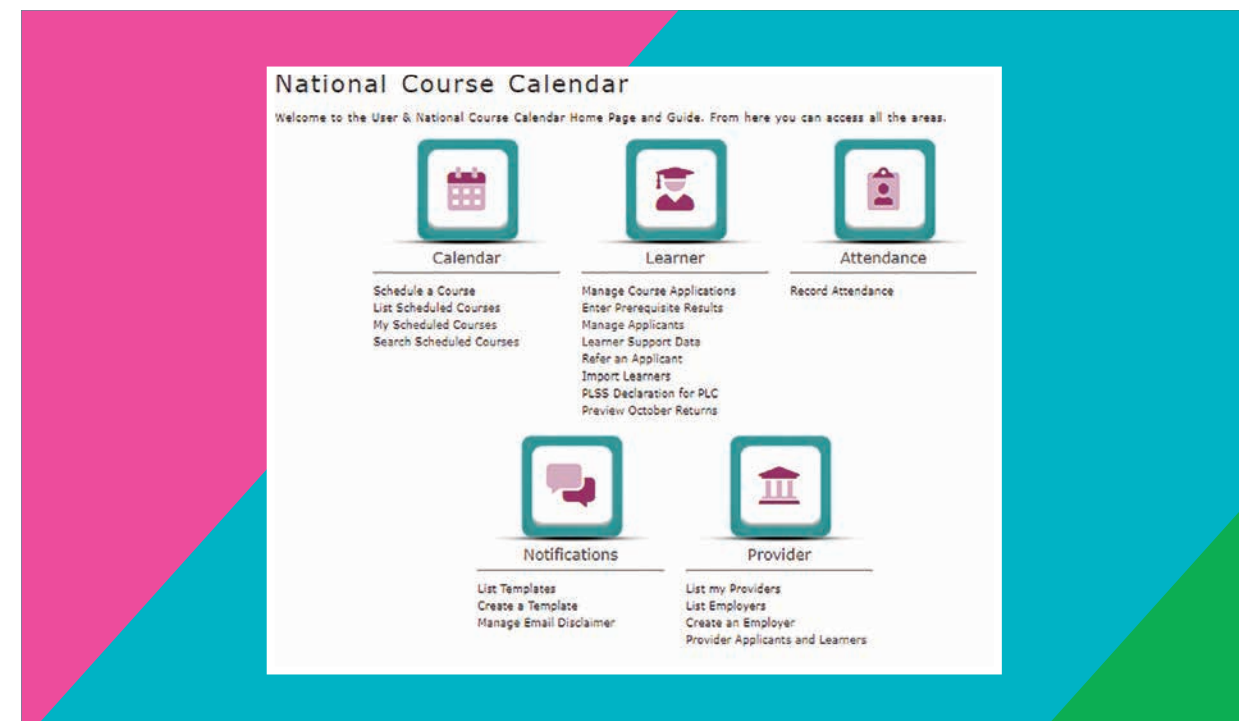 National Course Calendar
Welcome to the User & National Course Calendar Home Page and Guide. From here you can access all the areas.
Calendar
Schedule a Course
List Scheduled Courses
My Scheduled Courses
Search Scheduled Courses
Learner
Manage Course Applications
Enter Prerequisite Results
Manage Applicants
Learner Support Data
Refer an Applicant
Import Learners
PLSS Declaration for PLC
Preview October Returns
Attendance
Record Attendance
Notifications
List Templates
Create a Template
Manage Email Disclaimer
Provider
List my Providers
List Employers
Create an Employer
Provider Applicants and Learners